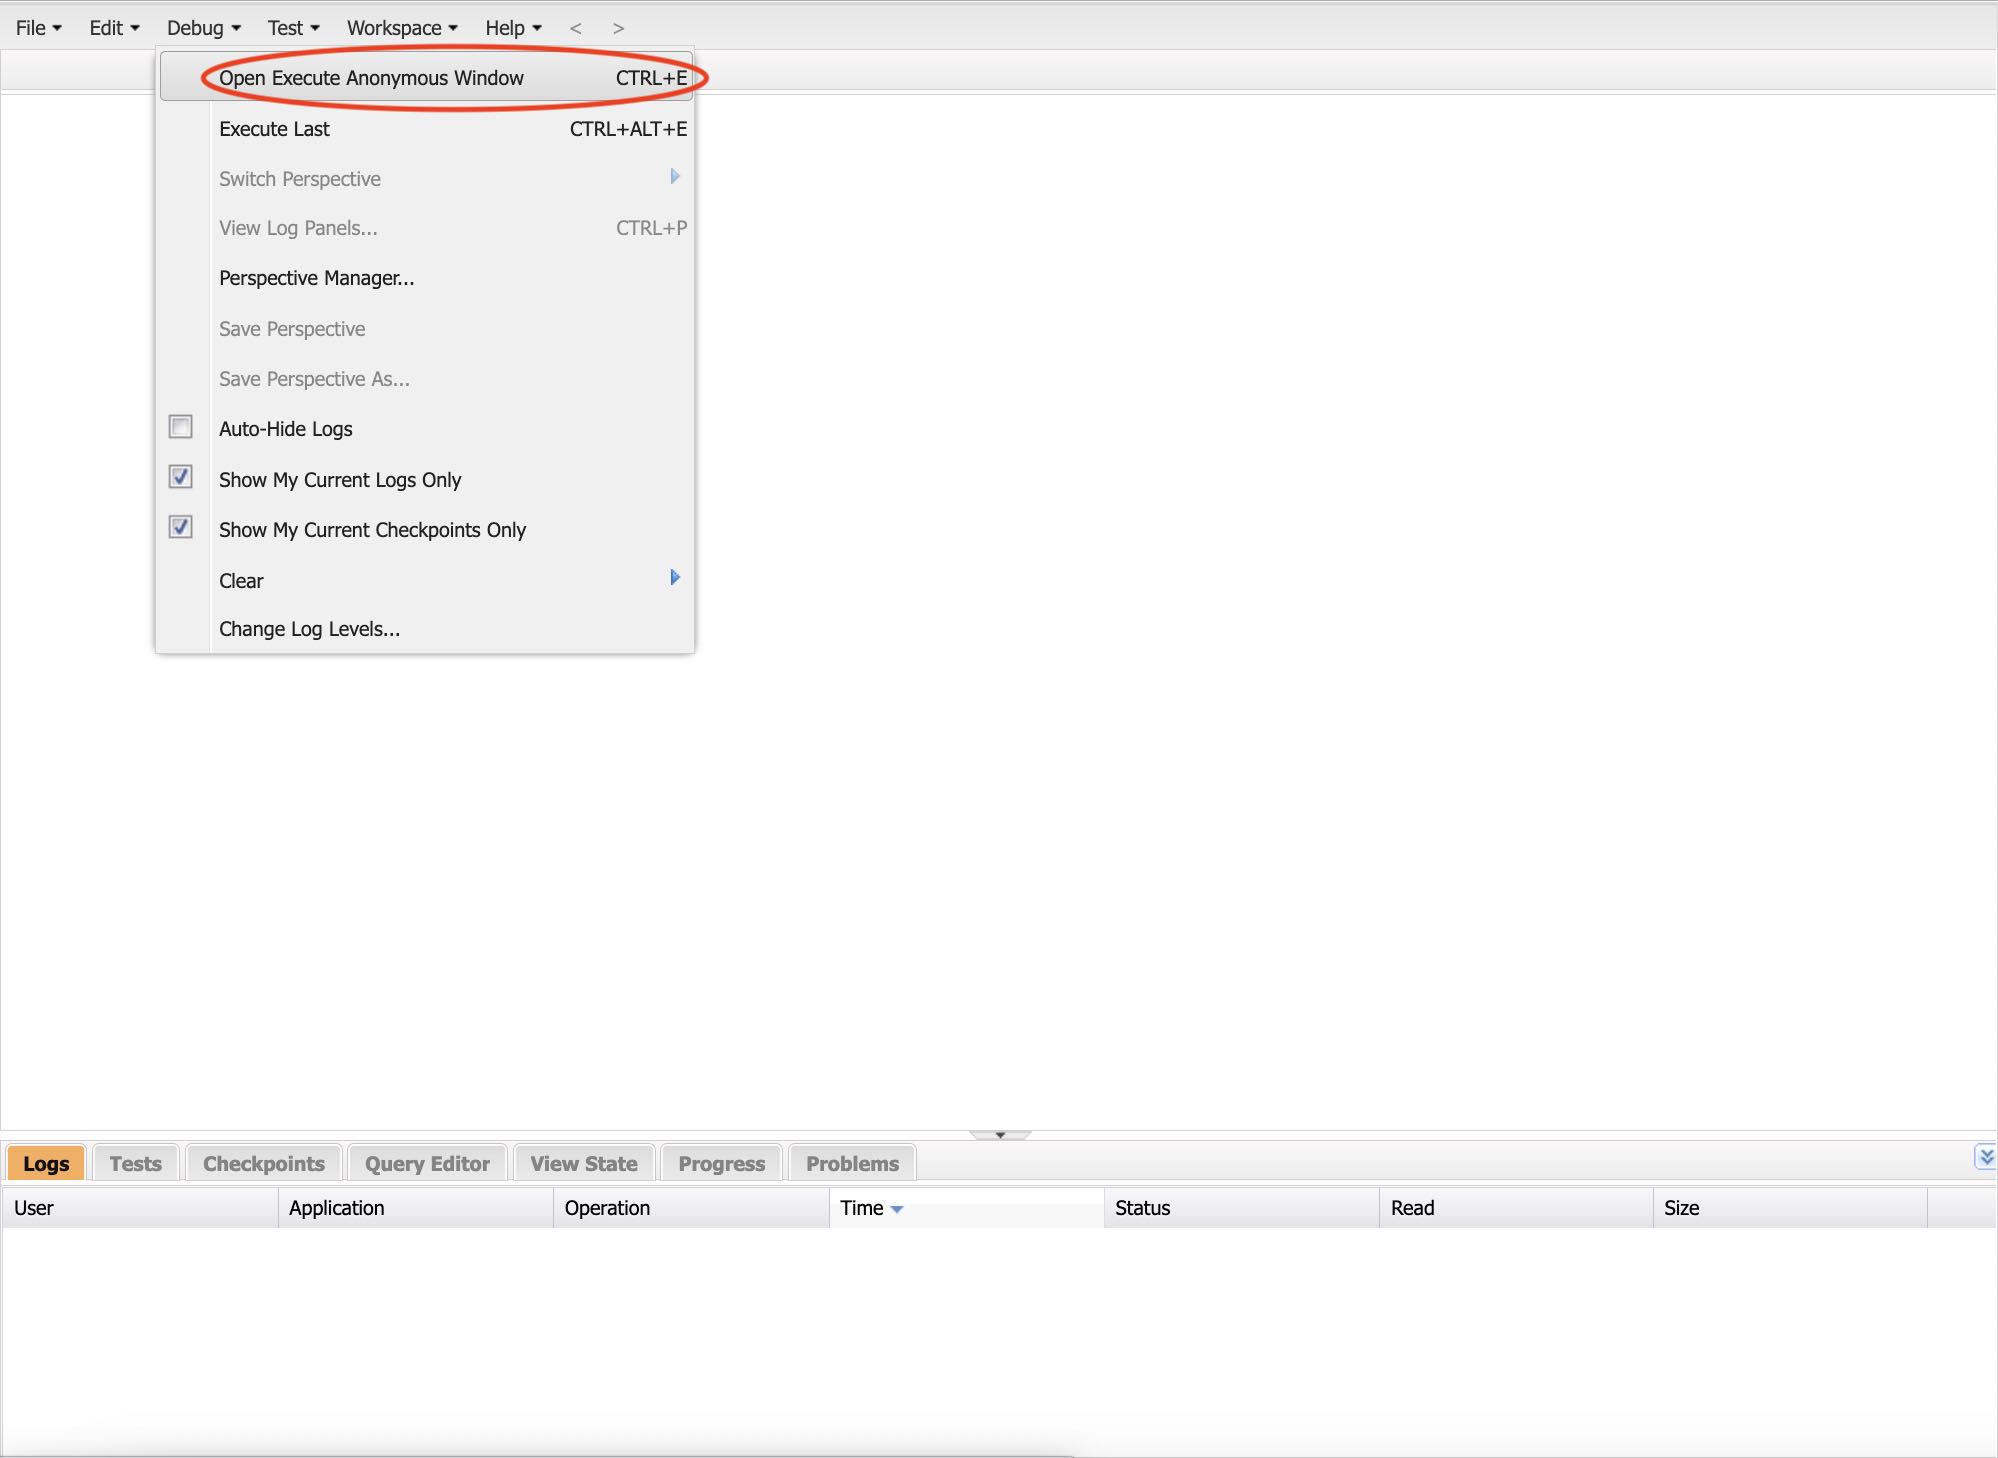 File Edit Debug Test Workspace Help < >
Open Execute Anonymous Window CTRL+E
Execute Last CTRL+ALT+E
Switch Perspective
View Log Panels... CTRL+P
Perspective Manager...
Save Perspective
Save Perspective As...
Auto-Hide Logs
Show My Current Logs Only
Show My Current Checkpoints Only
Clear
Change Log Levels...
Logs Tests Checkpoints Query Editor View State Progress Problems
User Application Operation Time Status Read Size